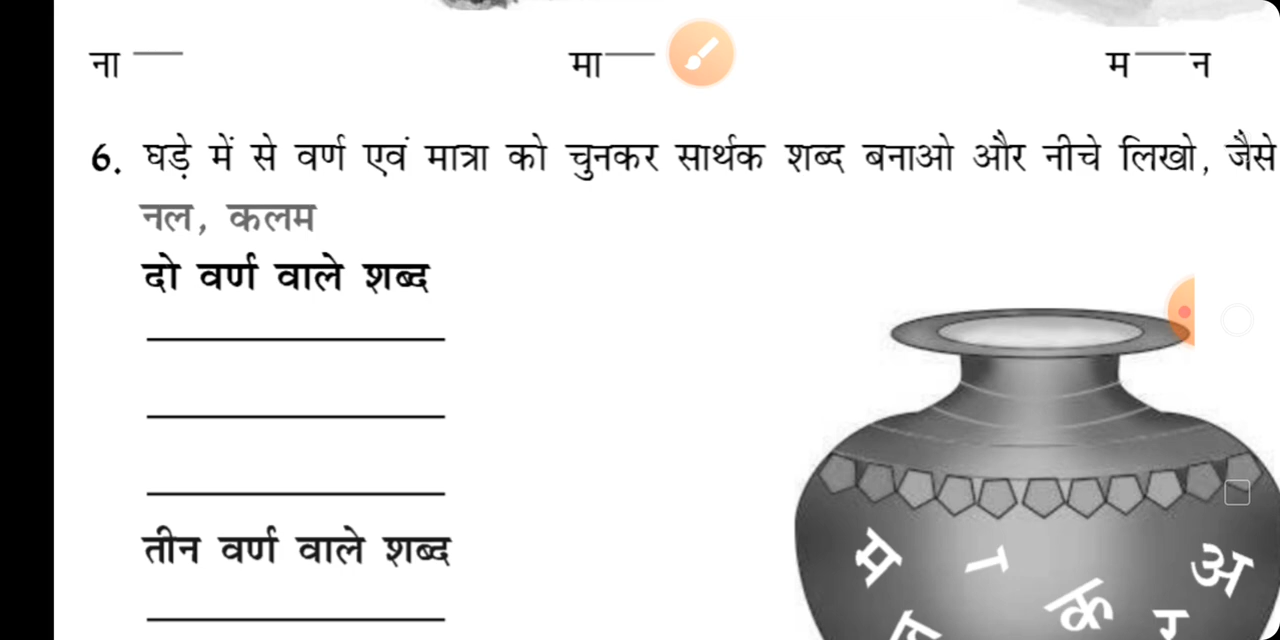 ना
मा
म न
6. घड़े में से वर्ण एवं मात्रा को चुनकर सार्थक शब्द बनाओ और नीचे लिखो, जैसे
नल, कलम
दो वर्ण वाले शब्द
तीन वर्ण वाले शब्द
म ा क र अ